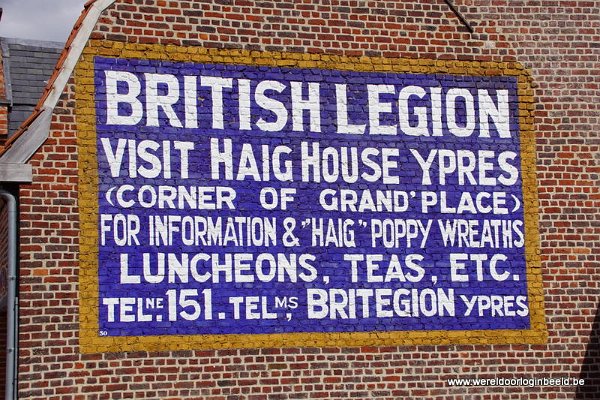 BRITISH LEGION
VISIT HAIG HOUSE YPRES
(CORNER OF GRAND'PLACE)
FOR INFORMATION & "HAIG" POPPY WREATHS
LUNCHEONS, TEAS, ETC.
TELNE. 151. TELMS, BRITEGION YPRES
30
www.wereldoorloginbeeld.be